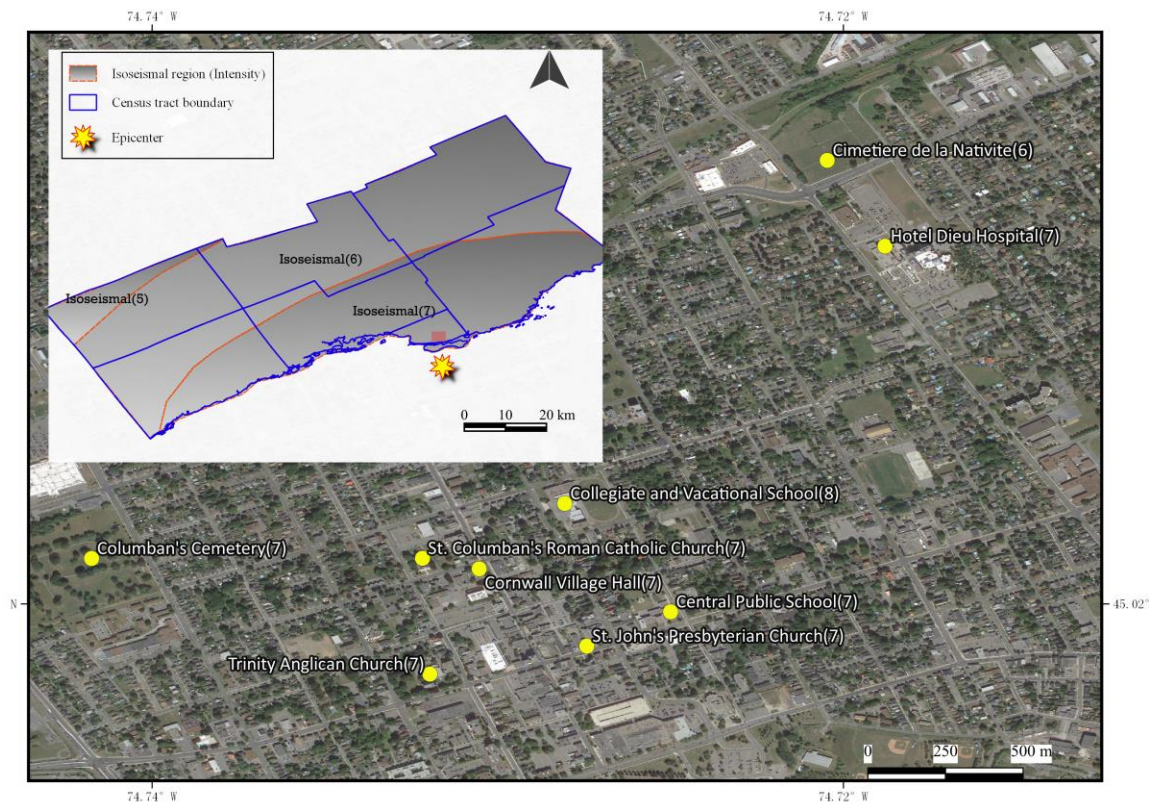 74.74° W
74.72° W
Isoseismal region (Intensity)
Census tract boundary
Epicenter
Isoseismal(5)
Isoseismal(6)
Isoseismal(7)
0 10 20 km
Cimetiere de la Nativite(6)
Hotel Dieu Hospital(7)
Collegiate and Vacational School(8)
Columban's Cemetery(7)
St. Columban's Roman Catholic Church(7)
Cornwall Village Hall(7)
Central Public School(7)
N
45.02°
St. John's Presbyterian Church(7)
Trinity Anglican Church(7)
0 250 500 m
74.74° W
74.72° W